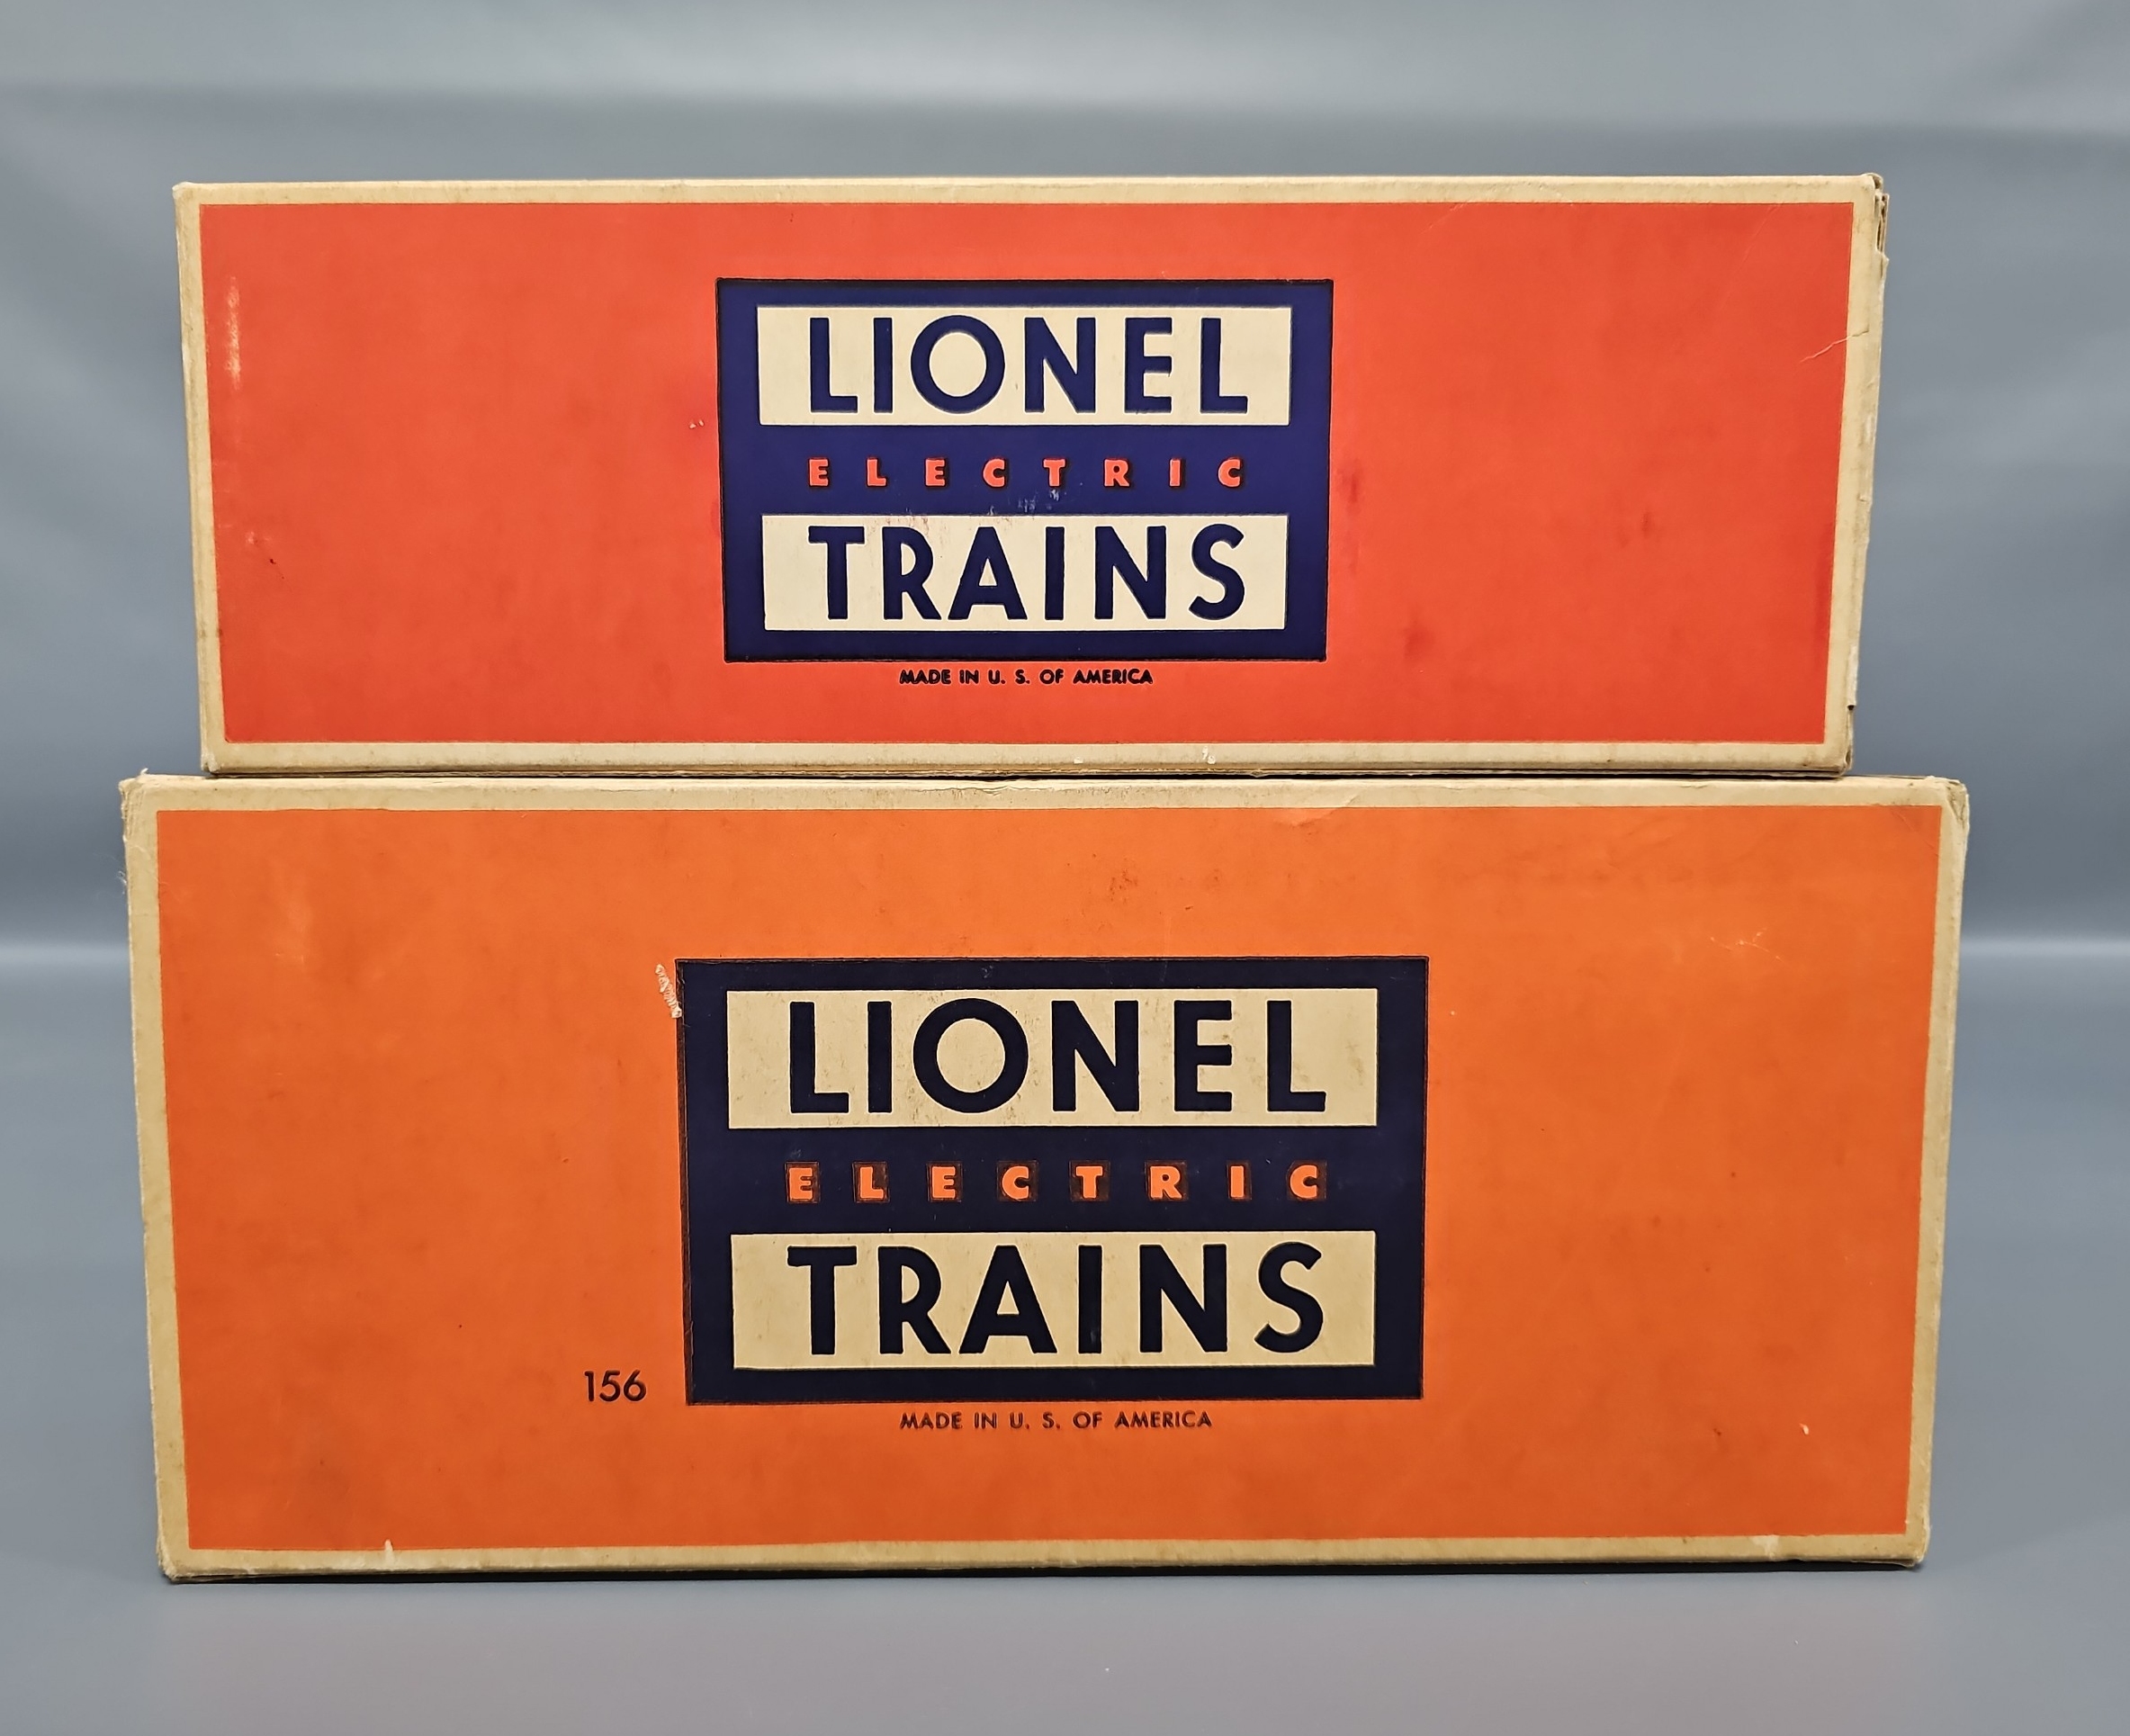 LIONEL
ELECTRIC
TRAINS
MADE IN U. S. OF AMERICA
LIONEL
ELECTRIC
TRAINS
156
MADE IN U. S. OF AMERICA